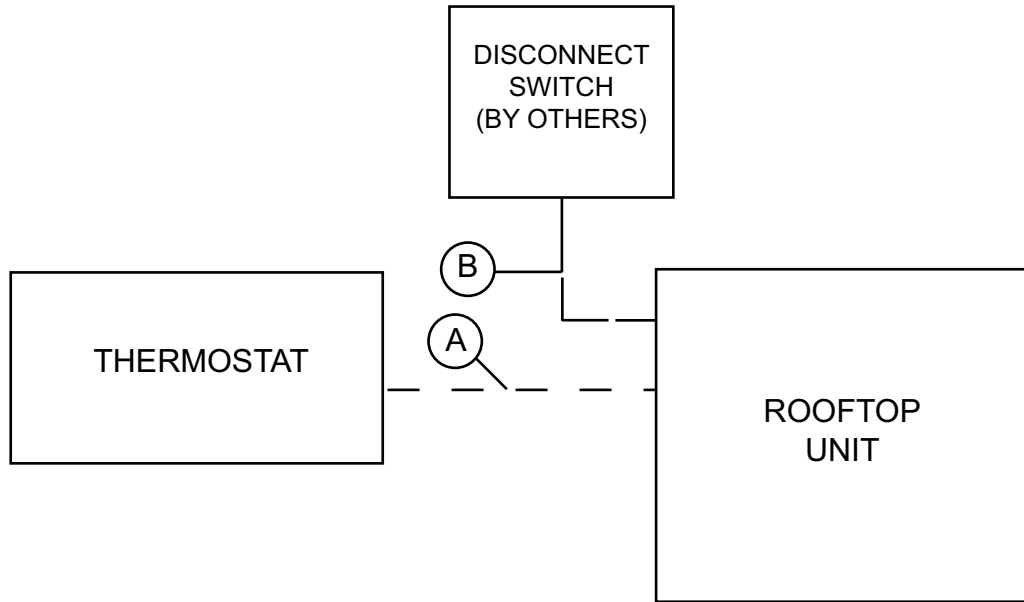 DISCONNECT
SWITCH
(BY OTHERS)
B
A
THERMOSTAT
ROOFTOP
UNIT